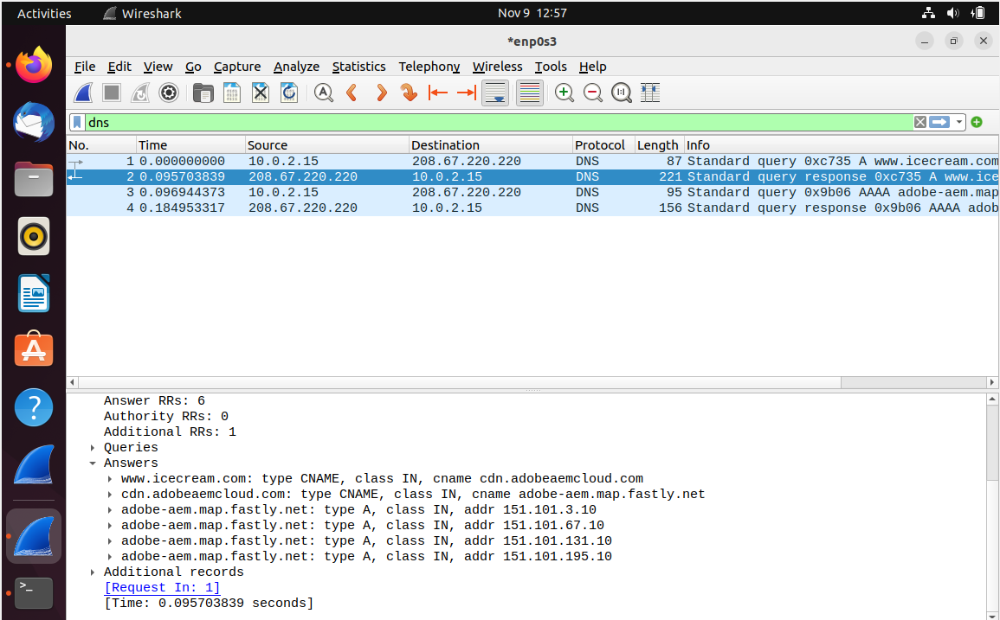 Activities Wireshark Nov 9 12:57
*enp0s3
File Edit View Go Capture Analyze Statistics Telephony Wireless Tools Help
dns
No. Time Source Destination Protocol Length Info
1 0.000000000 10.0.2.15 208.67.220.220 DNS 87 Standard query 0xc735 A www.icecream.com
2 0.095703839 208.67.220.220 10.0.2.15 DNS 221 Standard query response 0xc735 A www.ice
3 0.096944373 10.0.2.15 208.67.220.220 DNS 95 Standard query 0x9b06 AAAA adobe-aem.map
4 0.184953317 208.67.220.220 10.0.2.15 DNS 156 Standard query response 0x9b06 AAAA adob
Answer RRs: 6
Authority RRs: 0
Additional RRs: 1
Queries
Answers
www.icecream.com: type CNAME, class IN, cname cdn.adobeaemcloud.com
cdn.adobeaemcloud.com: type CNAME, class IN, cname adobe-aem.map.fastly.net
adobe-aem.map.fastly.net: type A, class IN, addr 151.101.3.10
adobe-aem.map.fastly.net: type A, class IN, addr 151.101.67.10
adobe-aem.map.fastly.net: type A, class IN, addr 151.101.131.10
adobe-aem.map.fastly.net: type A, class IN, addr 151.101.195.10
Additional records
[Request In: 1]
[Time: 0.095703839 seconds]